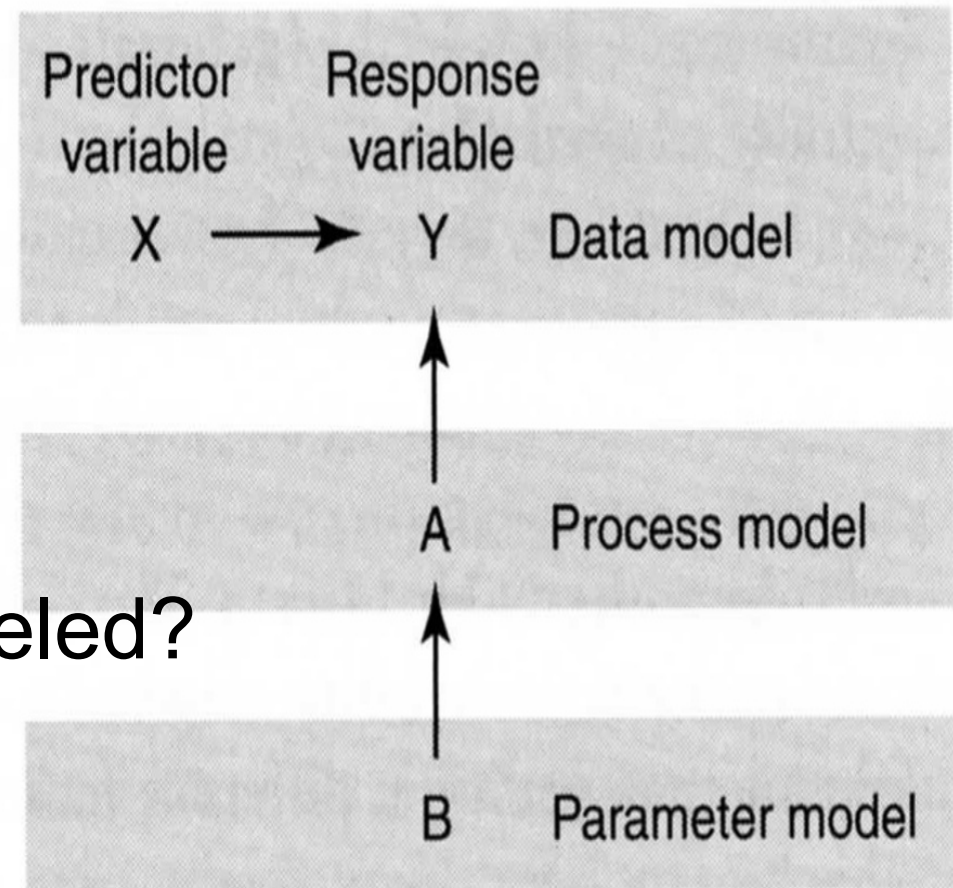 Predictor Response
variable variable
X Y Data model
A Process model
eled?
B Parameter model